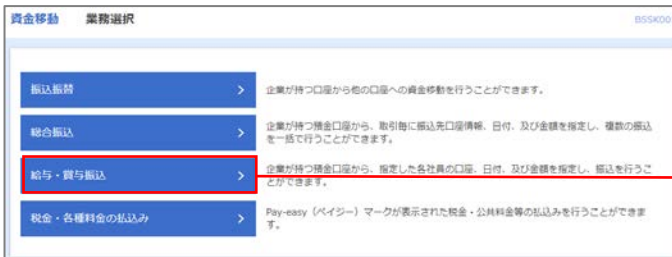 資金移動 業務選択 BSSK001
振込振替 >
企業が持つ口座から他の口座への資金移動を行うことができます。
総合振込 >
企業が持つ預金口座から、取引毎に振込先口座情報、日付、及び金額を指定し、複数の振込
を一括で行うことができます。
給与・賞与振込 >
企業が持つ預金口座から、指定した各社員の口座、日付、及び金額を指定し、振込を行うこ
とができます。
税金・各種料金の払込み >
Pay-easy（ペイジー）マークが表示された税金・公共料金等の払込みを行うことができま
す。